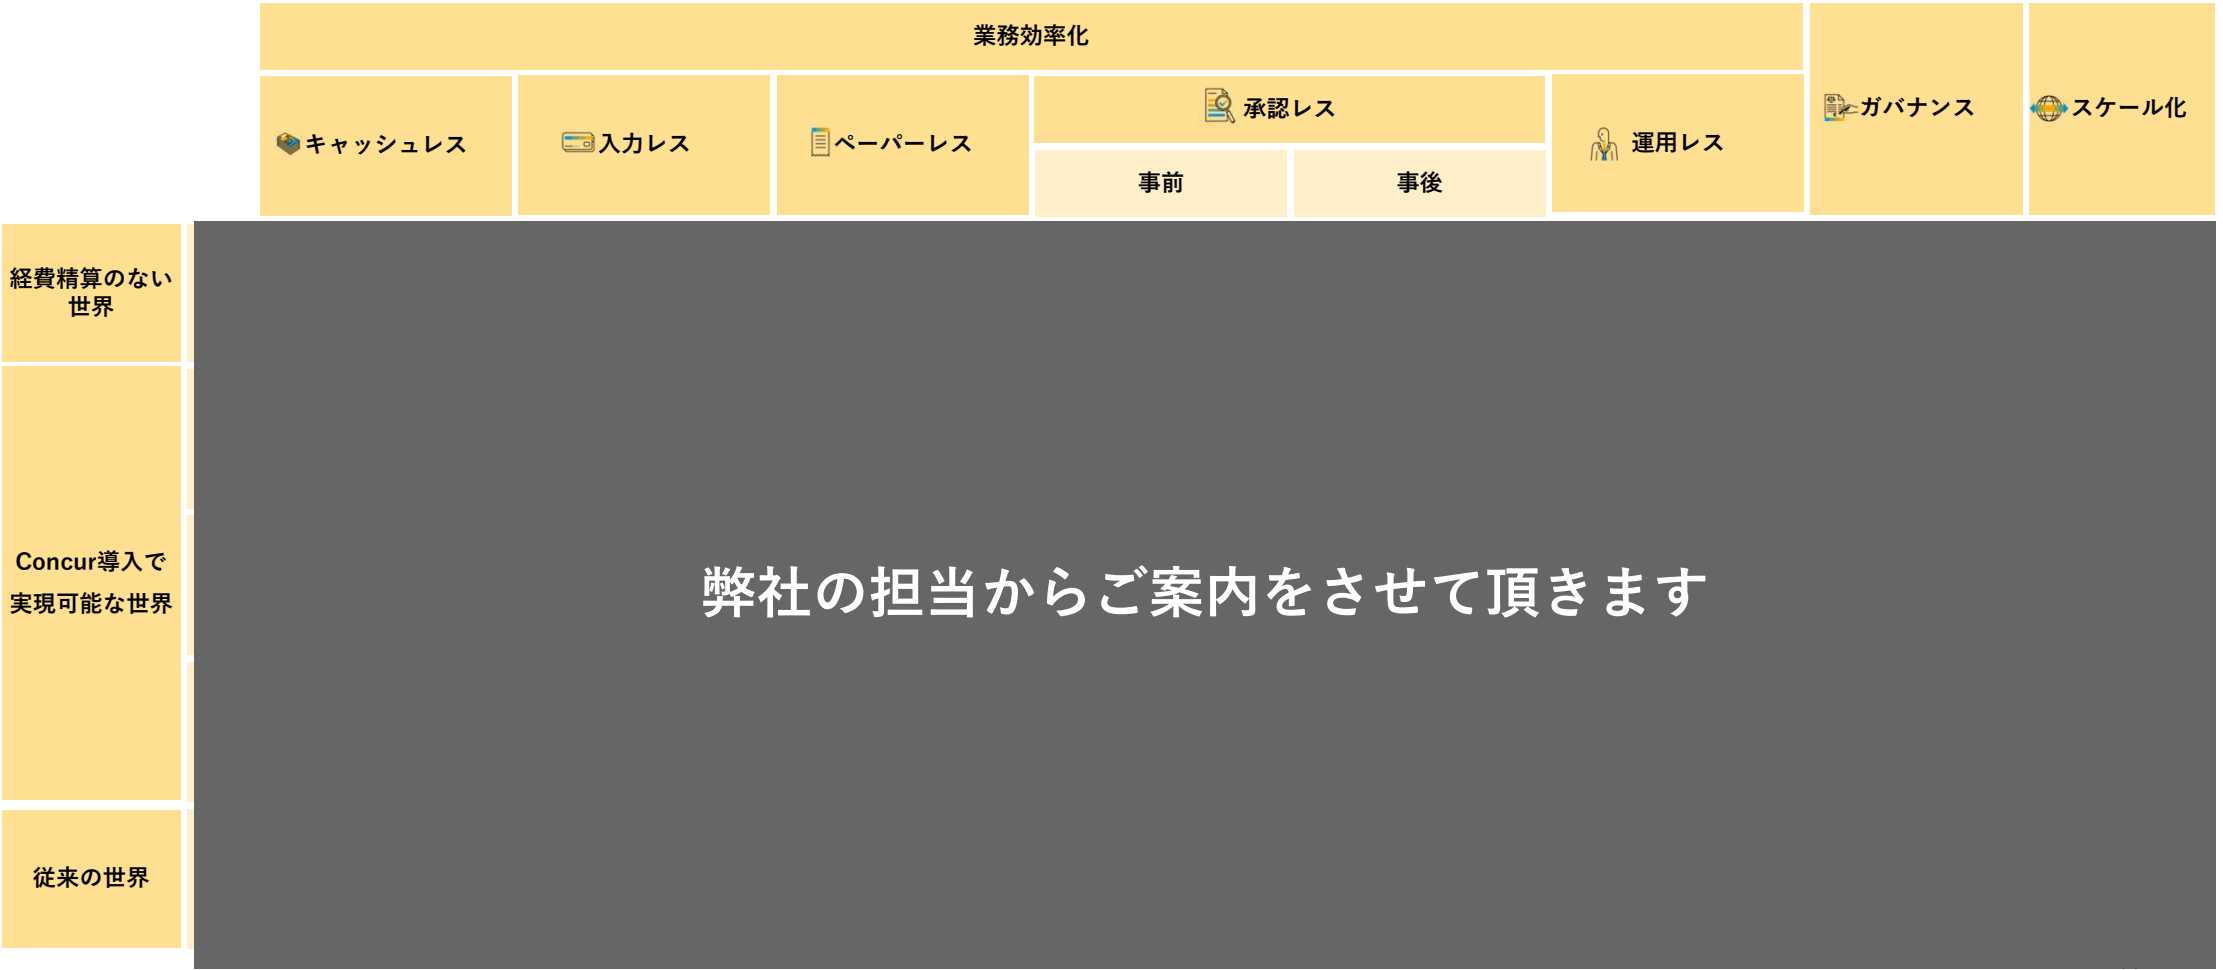 業務効率化
キャッシュレス
入力レス
ペーパーレス
承認レス
事前
事後
運用レス
ガバナンス
スケール化
経費精算のない
世界
Concur導入で
実現可能な世界
従来の世界
弊社の担当からご案内をさせて頂きます